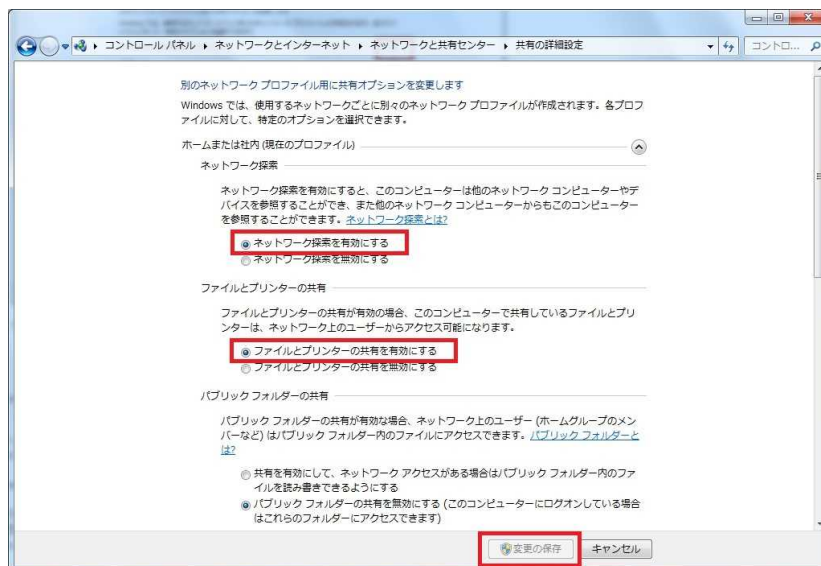 コントロール パネル ▸ ネットワークとインターネット ▸ ネットワークと共有センター ▸ 共有の詳細設定
コントロ...
別のネットワーク プロファイル用に共有オプションを変更します
Windows では、使用するネットワークごとに別々のネットワーク プロファイルが作成されます。各プロフ
ァイルに対して、特定のオプションを選択できます。
ホームまたは社内 (現在のプロファイル)
ネットワーク探索
ネットワーク探索を有効にすると、このコンピューターは他のネットワーク コンピューターやデ
バイスを参照することができ、また他のネットワーク コンピューターからもこのコンピューター
を参照することができます。ネットワーク探索とは?
ネットワーク探索を有効にする
ネットワーク探索を無効にする
ファイルとプリンターの共有
ファイルとプリンターの共有が有効の場合、このコンピューターで共有しているファイルとプリ
ンターは、ネットワーク上のユーザーからアクセス可能になります。
ファイルとプリンターの共有を有効にする
ファイルとプリンターの共有を無効にする
パブリック フォルダーの共有
パブリック フォルダーの共有が有効な場合、ネットワーク上のユーザー (ホームグループのメン
バーなど) はパブリック フォルダー内のファイルにアクセスできます。パブリック フォルダーと
は?
共有を有効にして、ネットワーク アクセスがある場合はパブリック フォルダー内のファ
イルを読み書きできるようにする
パブリック フォルダーの共有を無効にする (このコンピューターにログオンしている場合
はこれらのフォルダーにアクセスできます)
変更の保存
キャンセル